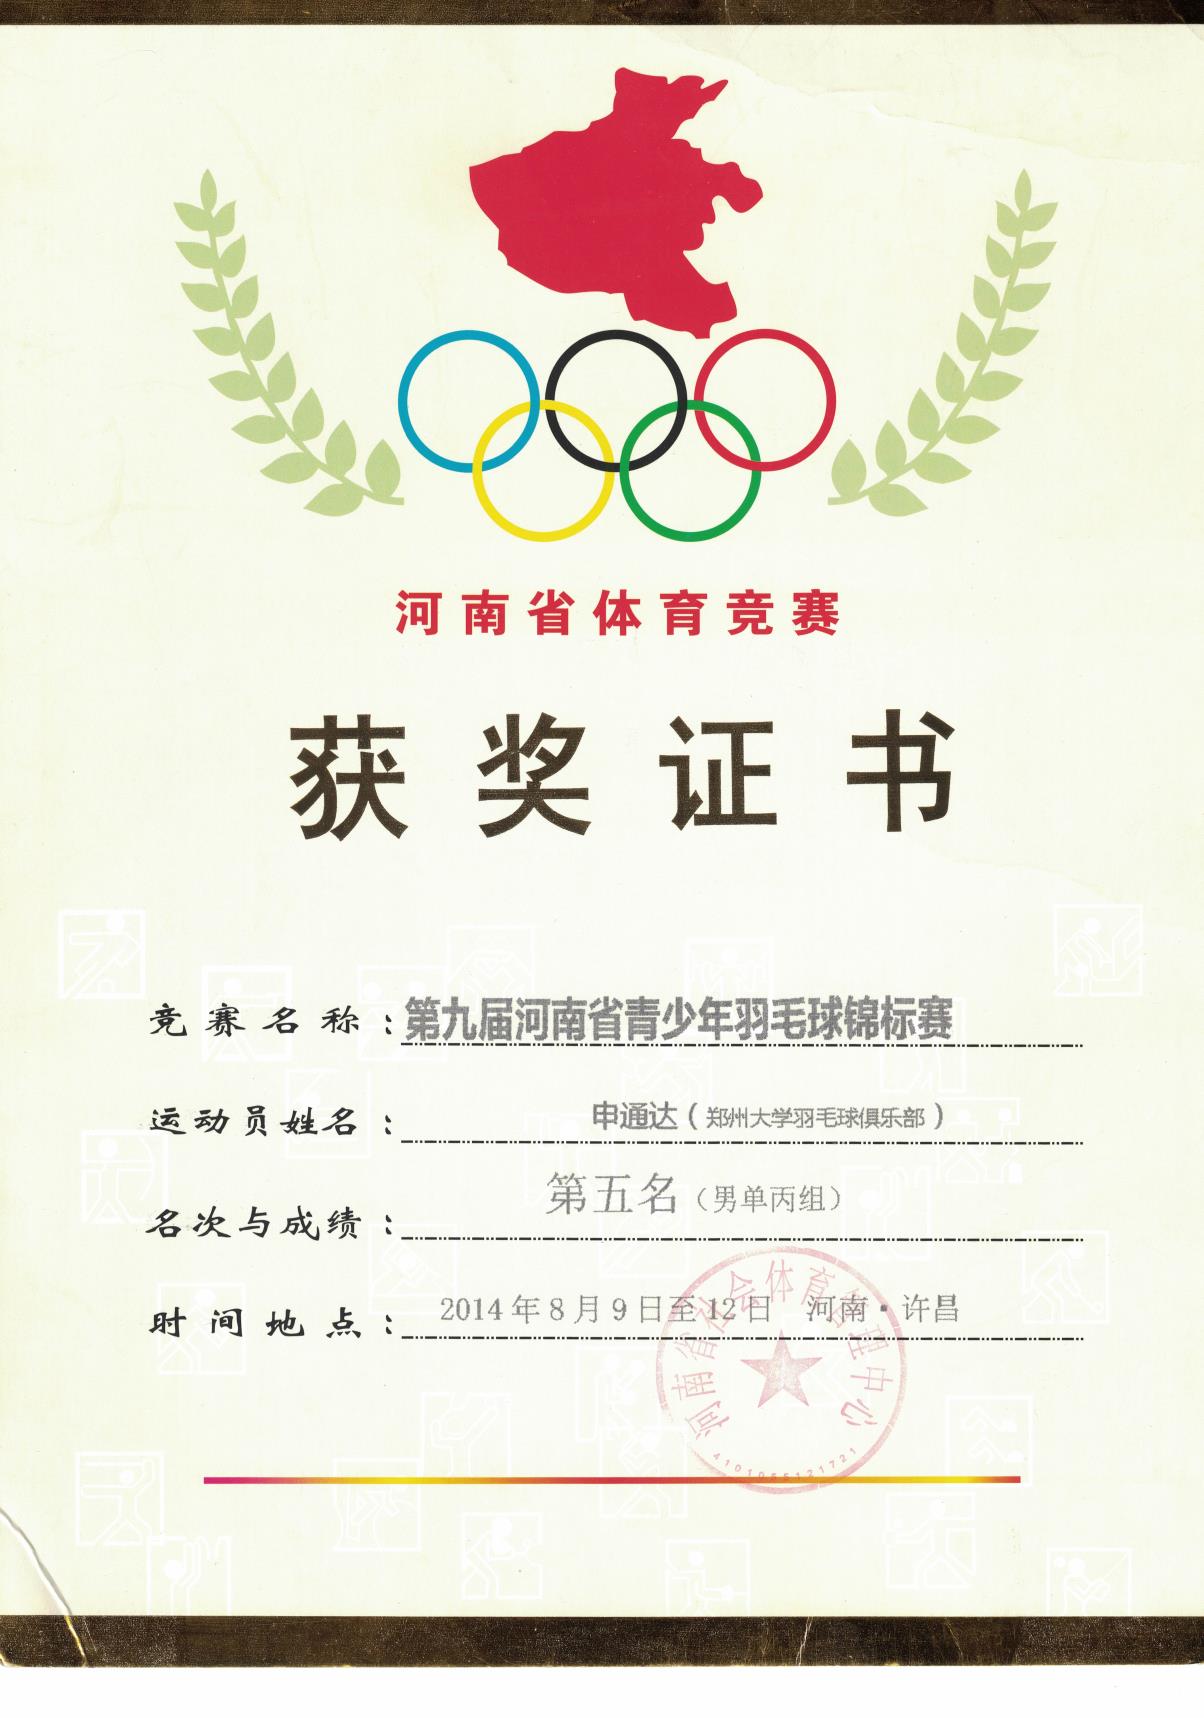 河南省体育竞赛
获奖证书
竞赛名称：第九届河南省青少年羽毛球锦标赛
运动员姓名：申通达（郑州大学羽毛球俱乐部）
名次与成绩：第五名（男单丙组）
时间地点：2014年8月9日至12日 河南·许昌
河南省社会体育管理中心
4101055121721